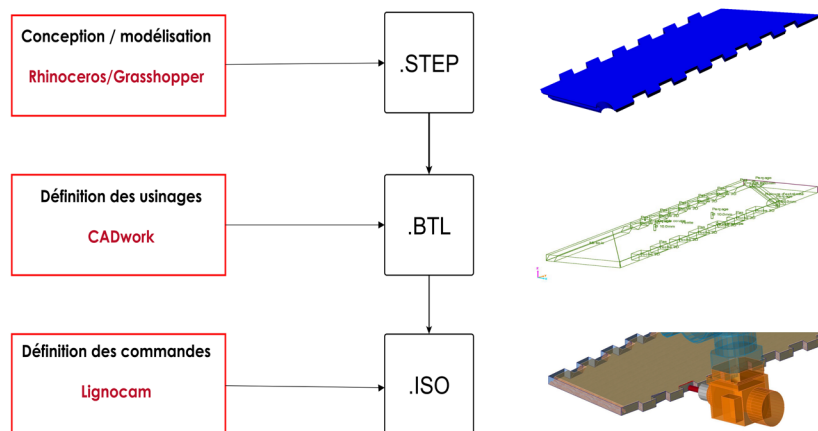 Conception / modélisation
Rhinoceros/Grasshopper
.STEP
Définition des usinages
CADwork
.BTL
Définition des commandes
Lignocam
.ISO